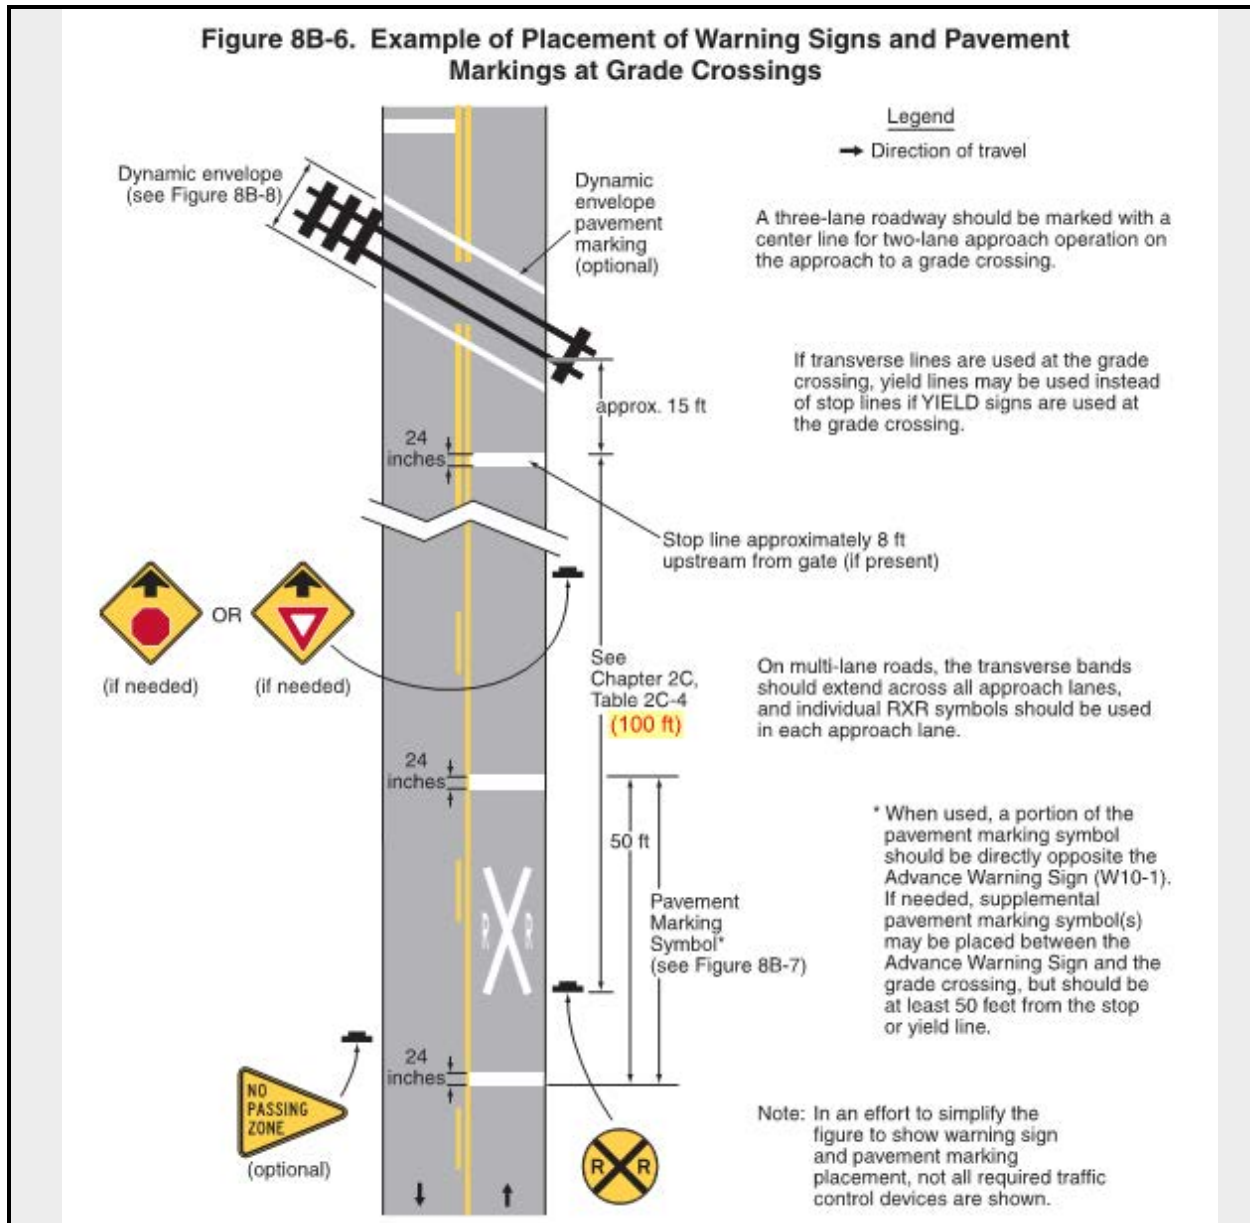 Figure 8B-6. Example of Placement of Warning Signs and Pavement
Markings at Grade Crossings
Legend
Direction of travel
Dynamic envelope
(see Figure 8B-8)
Dynamic
envelope
pavement
marking
(optional)
A three-lane roadway should be marked with a
center line for two-lane approach operation on
the approach to a grade crossing.
If transverse lines are used at the grade
crossing, yield lines may be used instead
of stop lines if YIELD signs are used at
the grade crossing.
approx. 15 ft
24
inches
Stop line approximately 8 ft
upstream from gate (if present)
OR
(if needed)
(if needed)
See
Chapter 2C,
Table 2C-4
(100 ft)
On multi-lane roads, the transverse bands
should extend across all approach lanes,
and individual RXR symbols should be used
in each approach lane.
24
inches
50 ft
Pavement
Marking
Symbol*
(see Figure 8B-7)
* When used, a portion of the
pavement marking symbol
should be directly opposite the
Advance Warning Sign (W10-1).
If needed, supplemental
pavement marking symbol(s)
may be placed between the
Advance Warning Sign and the
grade crossing, but should be
at least 50 feet from the stop
or yield line.
R R
24
inches
NO
PASSING
ZONE
(optional)
R R
Note: In an effort to simplify the
figure to show warning sign
and pavement marking
placement, not all required traffic
control devices are shown.